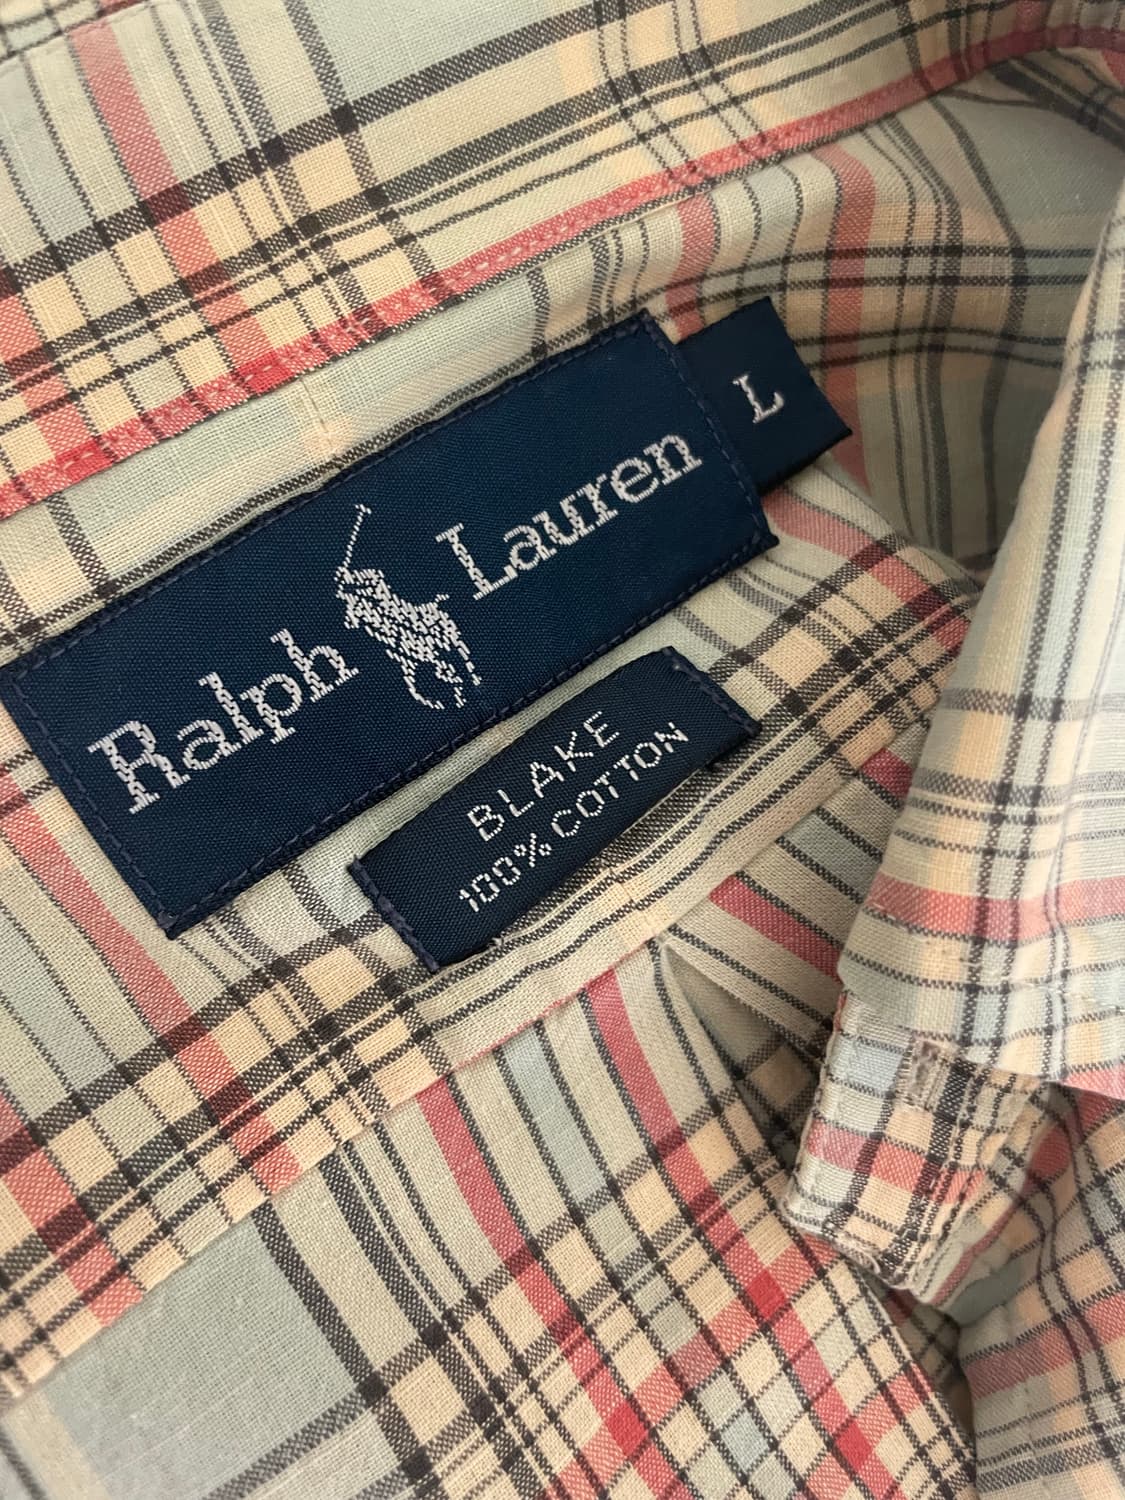 Ralph Lauren
L
BLAKE
100% COTTON